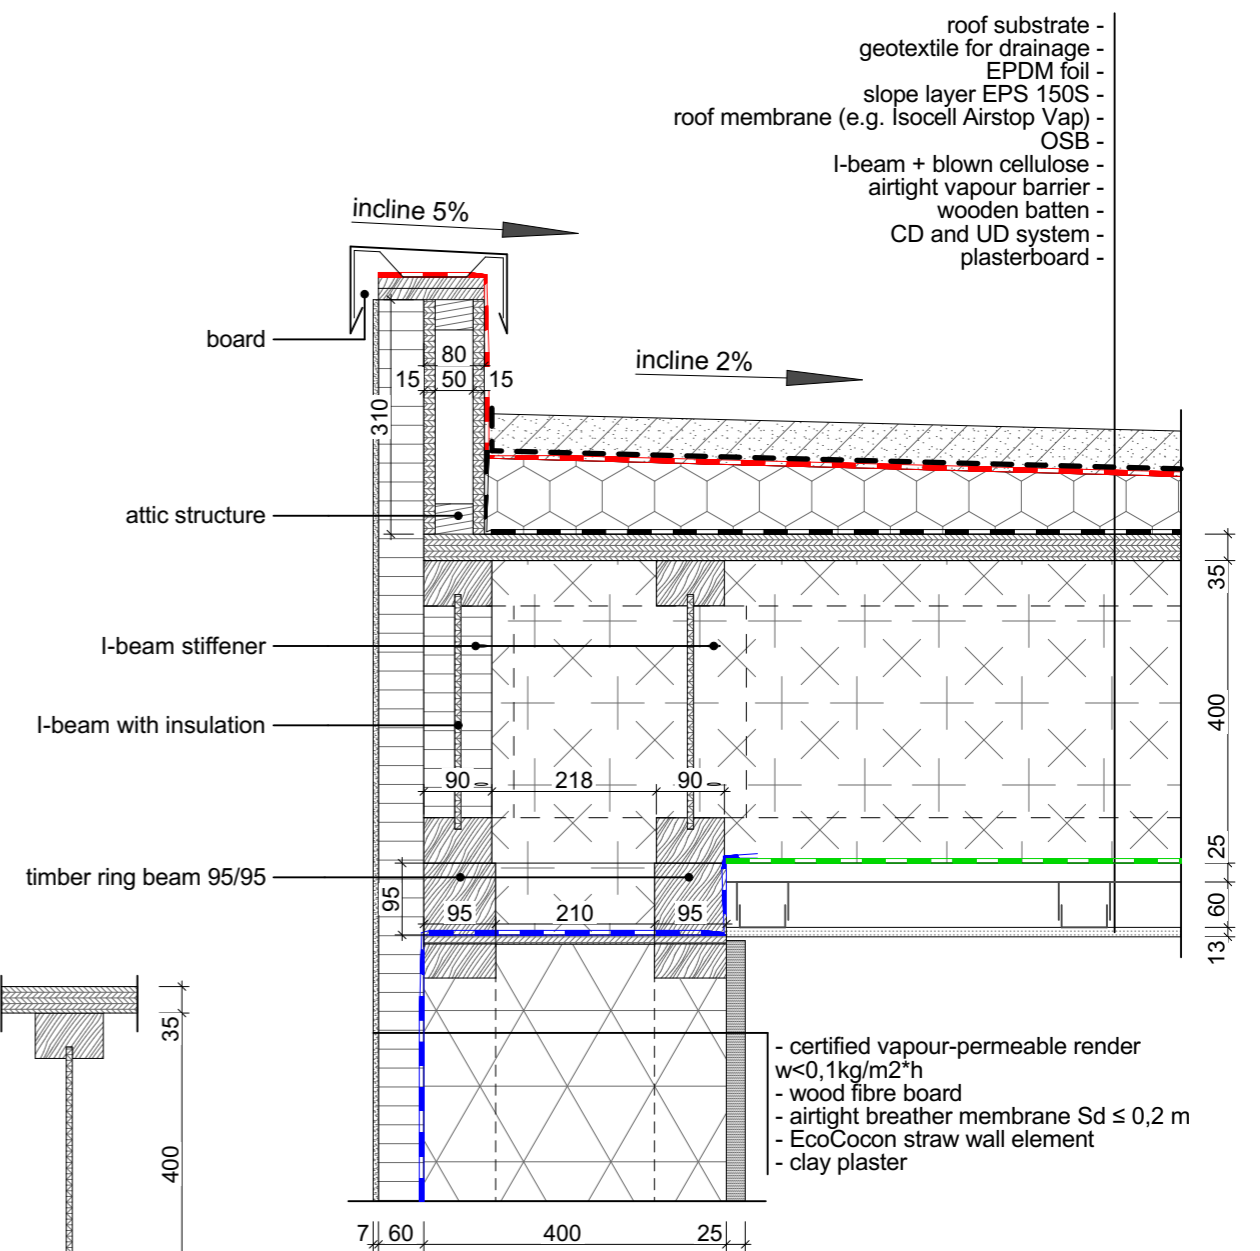 roof substrate -
geotextile for drainage -
EPDM foil -
slope layer EPS 150S -
roof membrane (e.g. Isocell Airstop Vap) -
OSB -
I-beam + blown cellulose -
airtight vapour barrier -
wooden batten -
CD and UD system -
plasterboard -
incline 5%
board
incline 2%
80
15 50 15
310
attic structure
35
I-beam stiffener
400
I-beam with insulation
90 218 90
25
timber ring beam 95/95
95
95 210 95
60
13
35
400
- certified vapour-permeable render
w<0,1kg/m2*h
- wood fibre board
- airtight breather membrane Sd ≤ 0,2 m
- EcoCocon straw wall element
- clay plaster
7 60 400 25